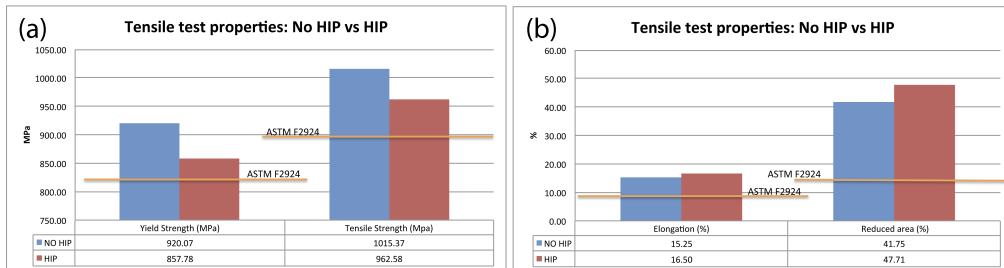 (a)
Tensile test properties: No HIP vs HIP
1050.00
1000.00
950.00
900.00
850.00
800.00
750.00
MPa
ASTM F2924
ASTM F2924
Yield Strength (MPa) Tensile Strength (Mpa)
NO HIP 920.07 1015.37
HIP 857.78 962.58
(b)
Tensile test properties: No HIP vs HIP
60.00
50.00
40.00
30.00
20.00
10.00
0.00
%
ASTM F2924
ASTM F2924
Elongation (%) Reduced area (%)
NO HIP 15.25 41.75
HIP 16.50 47.71